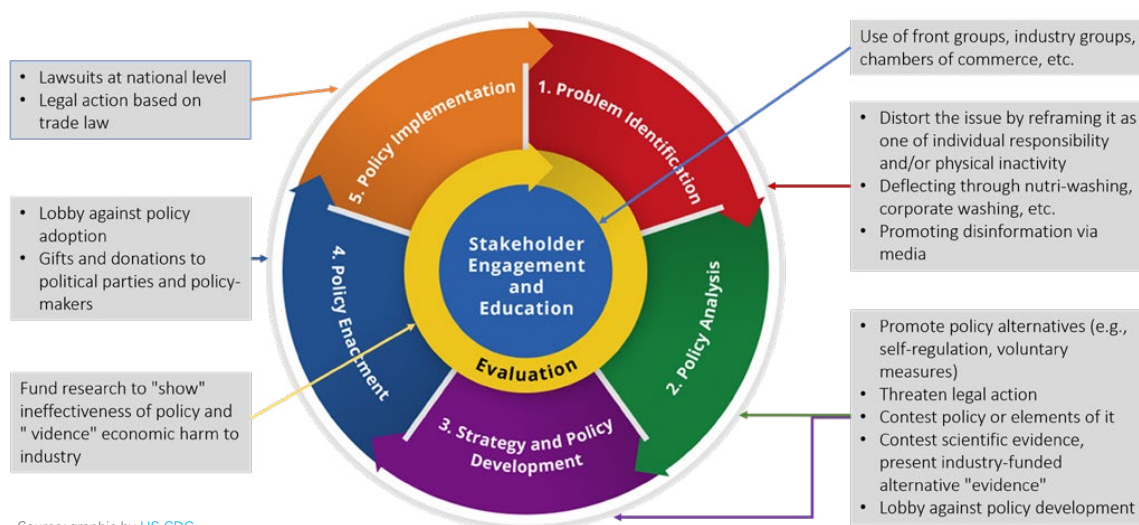 Use of front groups, industry groups,
chambers of commerce, etc.
• Lawsuits at national level
• Legal action based on
trade law
• Distort the issue by reframing it as
one of individual responsibility
and/or physical inactivity
• Deflecting through nutri-washing,
corporate washing, etc.
• Promoting disinformation via
media
• Lobby against policy
adoption
• Gifts and donations to
political parties and policy-
makers
• Promote policy alternatives (e.g.,
self-regulation, voluntary
measures)
• Threaten legal action
• Contest policy or elements of it
• Contest scientific evidence,
present industry-funded
alternative "evidence"
• Lobby against policy development
Fund research to "show"
ineffectiveness of policy and
" vidence" economic harm to
industry
1. Problem Identification
2. Policy Analysis
3. Strategy and Policy
Development
4. Policy Enactment
5. Policy Implementation
Stakeholder
Engagement
and
Education
Evaluation
Source: graphic by US CDC